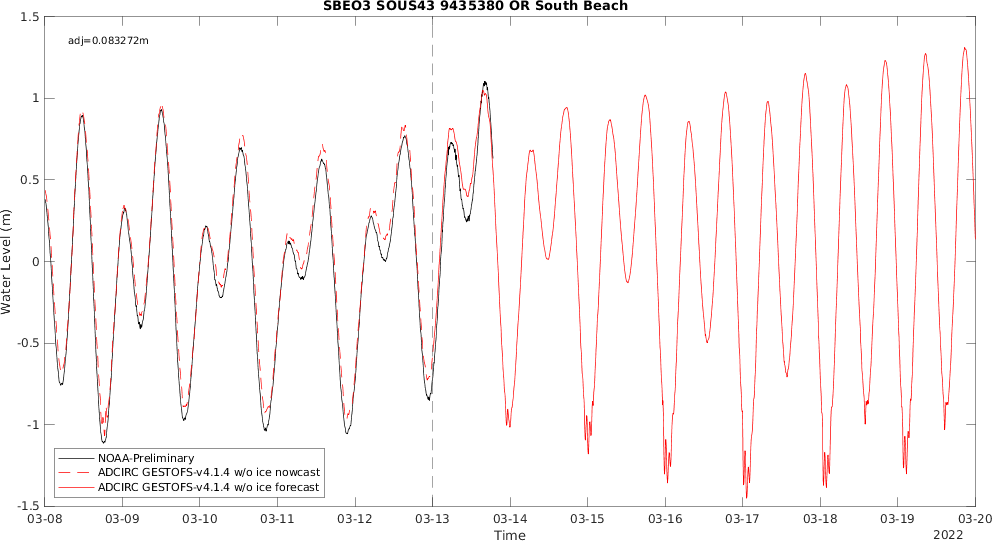 SBEO3 SOUS43 9435380 OR South Beach
adj=0.083272m
Water Level (m)
1.5
1
0.5
0
-0.5
-1
-1.5
NOAA-Preliminary
ADCIRC GESTOFS-v4.1.4 w/o ice nowcast
ADCIRC GESTOFS-v4.1.4 w/o ice forecast
03-08 03-09 03-10 03-11 03-12 03-13 03-14 03-15 03-16 03-17 03-18 03-19 03-20
Time
2022